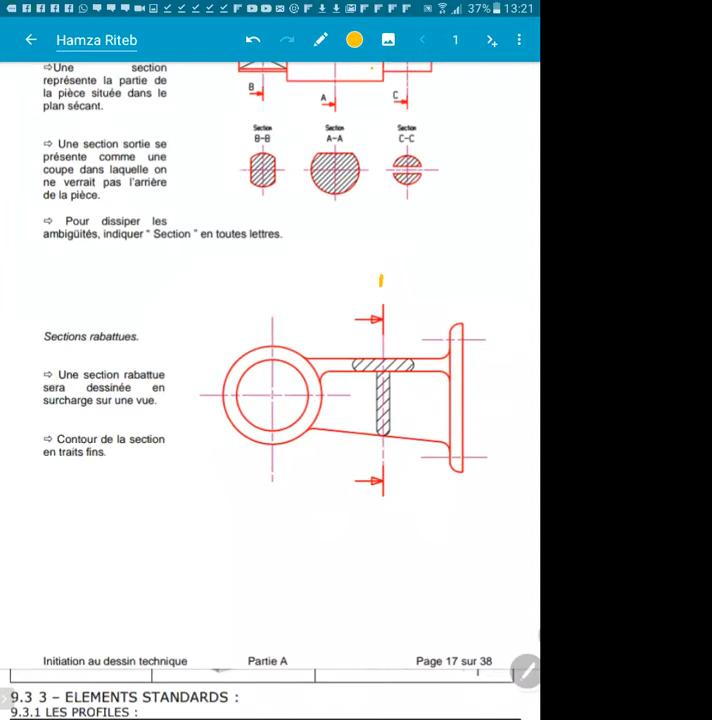 37% 13:21
Hamza Riteb
1
⇨Une section
représente la partie de
la pièce située dans le
plan sécant.
B
A
C
Section
B-B
Section
A-A
Section
C-C
⇨ Une section sortie se
présente comme une
coupe dans laquelle on
ne verrait pas l'arrière
de la pièce.
⇨ Pour dissiper les
ambigüités, indiquer " Section " en toutes lettres.
Sections rabattues.
⇨ Une section rabattue
sera dessinée en
surcharge sur une vue.
⇨ Contour de la section
en traits fins.
Initiation au dessin technique Partie A Page 17 sur 38
9.3 3 – ELEMENTS STANDARDS :
9.3.1 LES PROFILES :